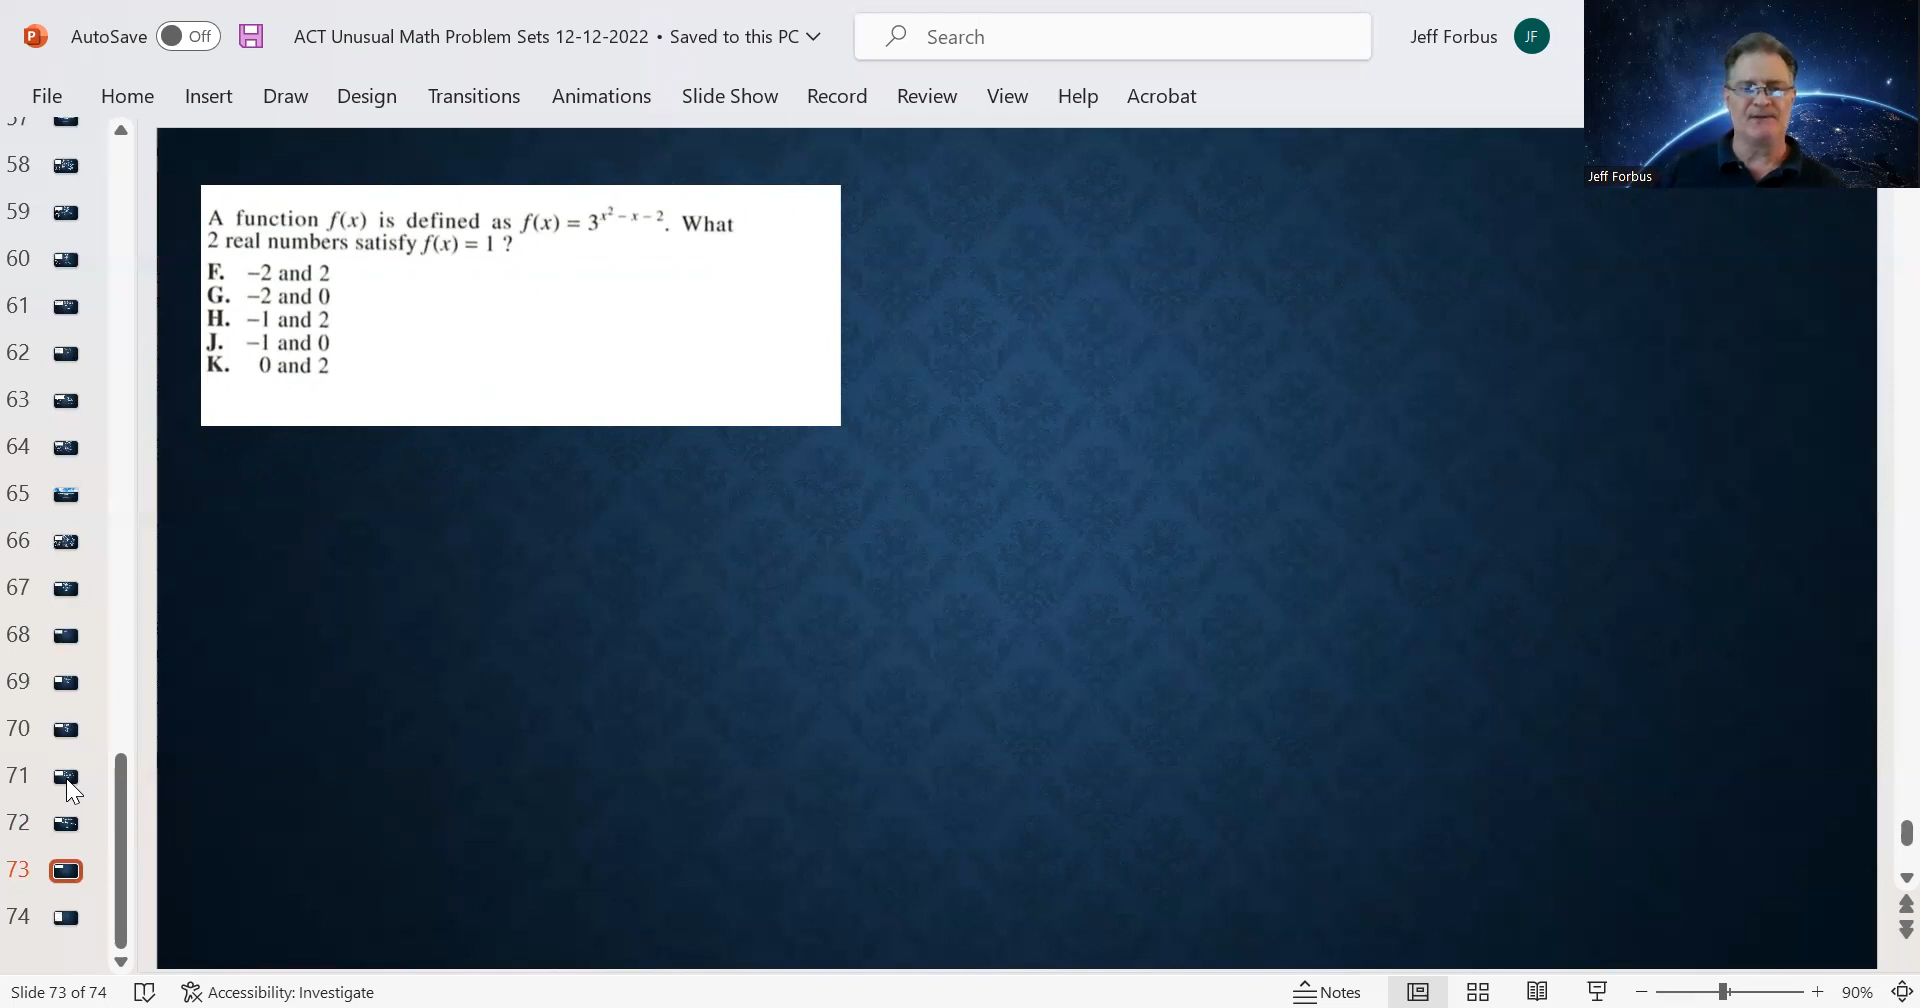 AutoSave Off ACT Unusual Math Problem Sets 12-12-2022 • Saved to this PC Search Jeff Forbus JF
File Home Insert Draw Design Transitions Animations Slide Show Record Review View Help Acrobat
Jeff Forbus
57
58
59
60
61
62
63
64
65
66
67
68
69
70
71
72
73
74
A function f(x) is defined as f(x) = 3^{x² – x – 2}. What
2 real numbers satisfy f(x) = 1 ?
F. –2 and 2
G. –2 and 0
H. –1 and 2
J. –1 and 0
K. 0 and 2
Slide 73 of 74 Accessibility: Investigate Notes 90%